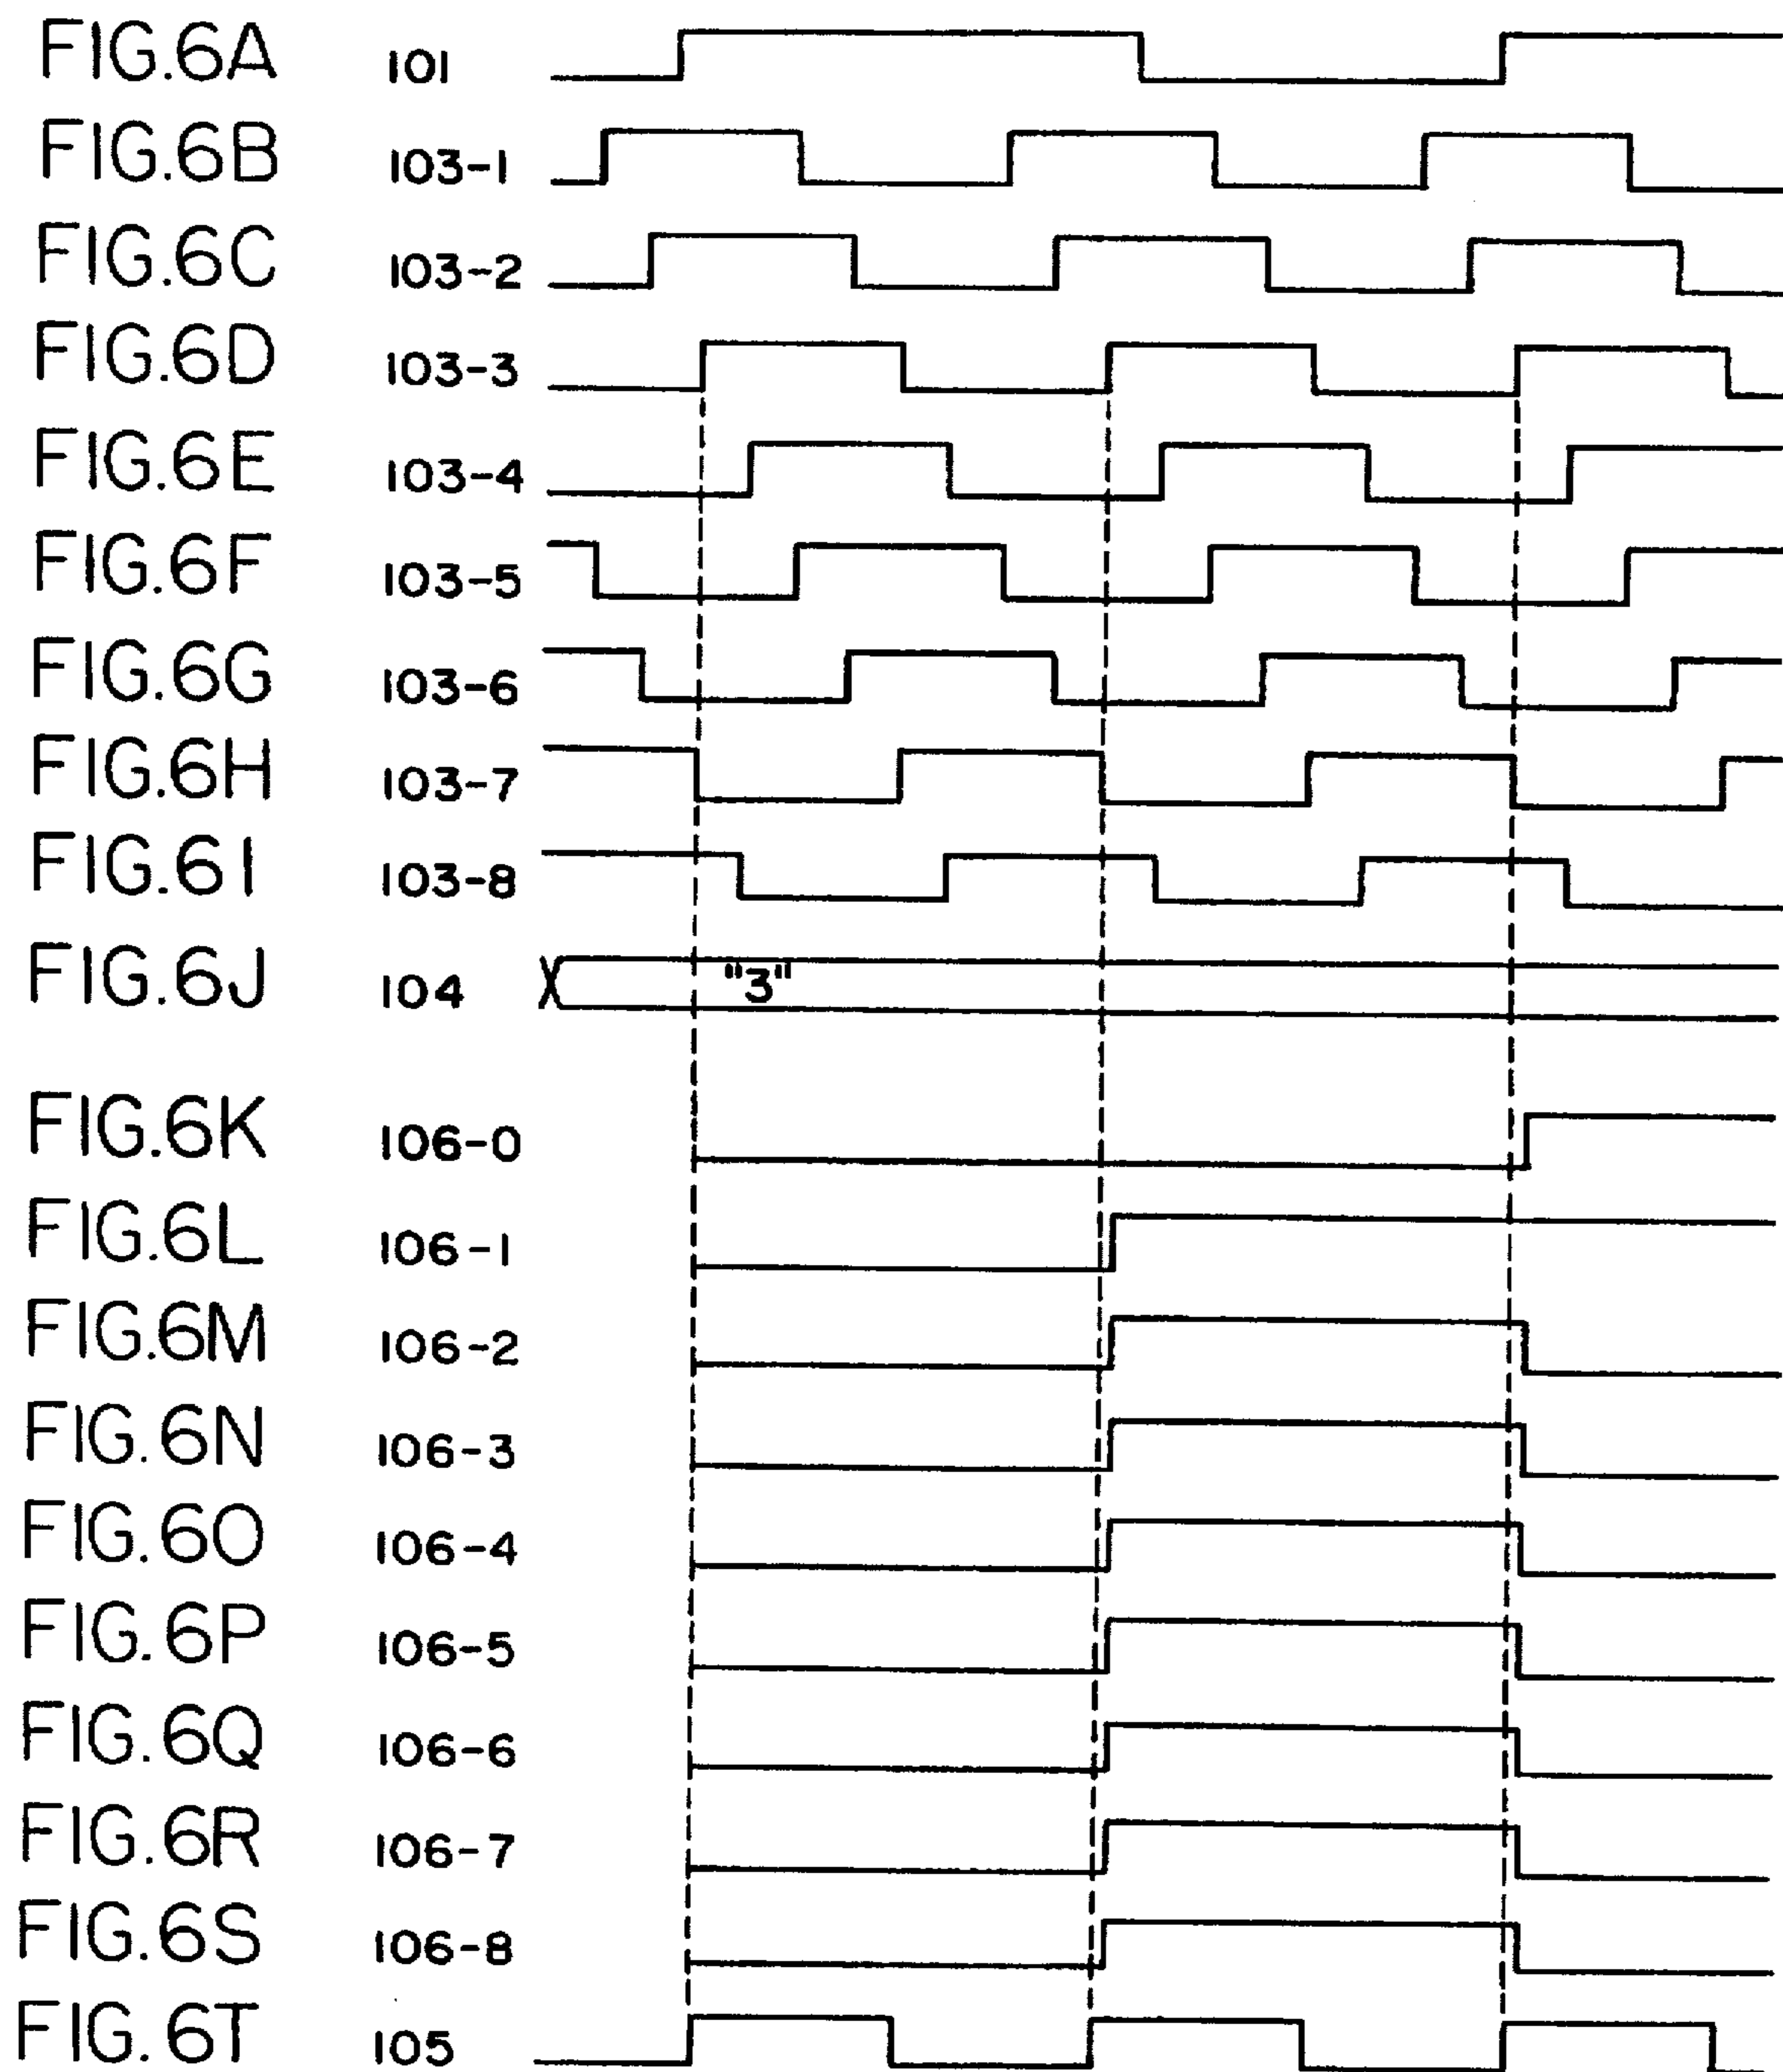 FIG.6A 101
FIG.6B 103-1
FIG.6C 103-2
FIG.6D 103-3
FIG.6E 103-4
FIG.6F 103-5
FIG.6G 103-6
FIG.6H 103-7
FIG.6I 103-8
FIG.6J 104 "3"
FIG.6K 106-0
FIG.6L 106-1
FIG.6M 106-2
FIG.6N 106-3
FIG.6O 106-4
FIG.6P 106-5
FIG.6Q 106-6
FIG.6R 106-7
FIG.6S 106-8
FIG.6T 105